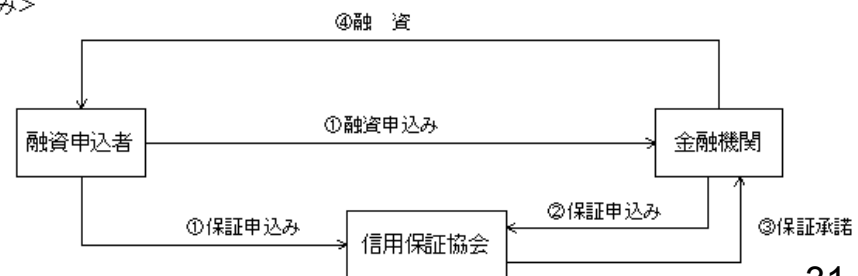 み>
④融　資
融資申込者
①融資申込み
金融機関
①保証申込み
信用保証協会
②保証申込み
③保証承諾